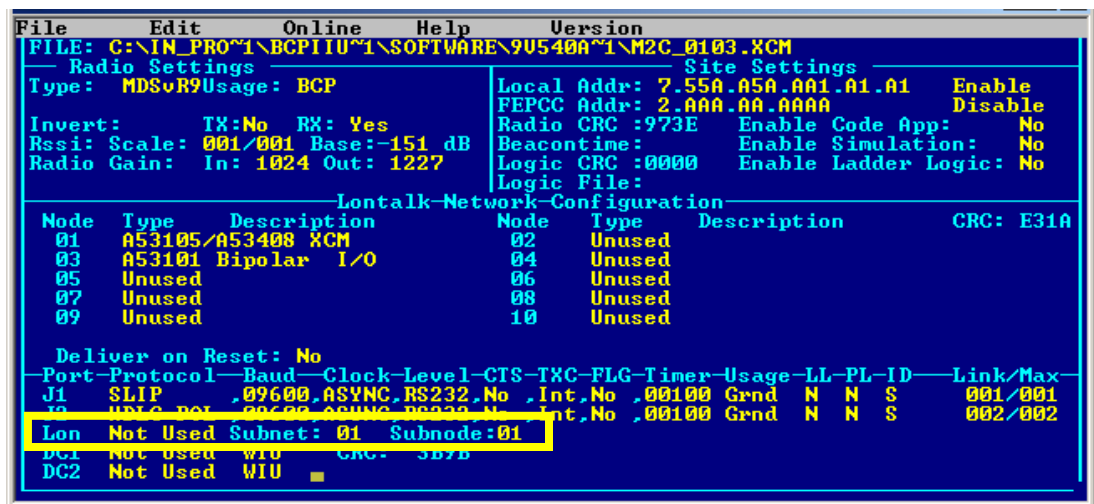 File Edit Online Help Version
FILE: C:\IN_PRO~1\BCPIIU~1\SOFTWARE\9V540A~1\M2C_0103.XCM
Radio Settings Site Settings
Type: MDSvR9Usage: BCP Local Addr: 7.55A.A5A.AA1.A1.A1 Enable
FEPCC Addr: 2.AAA.AA.AAAA Disable
Invert: TX:No RX: Yes Radio CRC :973E Enable Code App: No
Rssi: Scale: 001/001 Base:-151 dB Beacontime: Enable Simulation: No
Radio Gain: In: 1024 Out: 1227 Logic CRC :0000 Enable Ladder Logic: No
Logic File:
Lontalk-Network-Configuration
Node Type Description Node Type Description CRC: E31A
01 A53105/A53408 XCM 02 Unused
03 A53101 Bipolar I/O 04 Unused
05 Unused 06 Unused
07 Unused 08 Unused
09 Unused 10 Unused
Deliver on Reset: No
Port-Protocol-Baud-Clock-Level-CTS-TXC-FLG-Timer-Usage-LL-PL-ID-Link/Max
J1 SLIP ,09600,ASYNC,RS232,No ,Int,No ,00100 Grnd N N S 001/001
,Int,No ,00100 Grnd N N S 002/002
Lon Not Used Subnet: 01 Subnode:01
DC1 Not Used WIU CRC: 3B9B
DC2 Not Used WIU